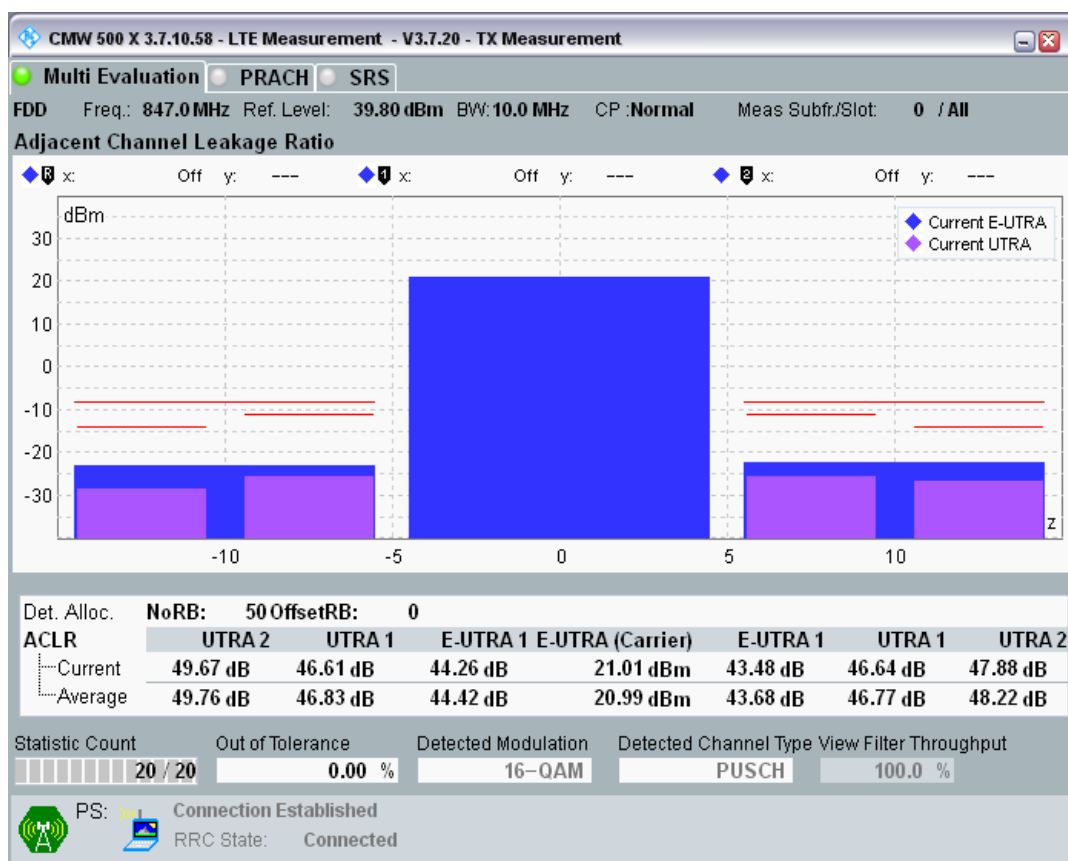 CMW 500 X 3.7.10.58 - LTE Measurement - V3.7.20 - TX Measurement
Multi Evaluation PRACH SRS
FDD Freq.: 847.0 MHz Ref. Level: 39.80 dBm BW: 10.0 MHz CP :Normal Meas Subfr./Slot: 0 / All
Adjacent Channel Leakage Ratio
R x: Off y: --- 1 x: Off y: --- 2 x: Off y: ---
dBm
Current E-UTRA
Current UTRA
30
20
10
0
-10
-20
-30
z
-10 -5 0 5 10
Det. Alloc. NoRB: 50 OffsetRB: 0
ACLR UTRA 2 UTRA 1 E-UTRA 1 E-UTRA (Carrier) E-UTRA 1 UTRA 1 UTRA 2
Current 49.67 dB 46.61 dB 44.26 dB 21.01 dBm 43.48 dB 46.64 dB 47.88 dB
Average 49.76 dB 46.83 dB 44.42 dB 20.99 dBm 43.68 dB 46.77 dB 48.22 dB
Statistic Count Out of Tolerance Detected Modulation Detected Channel Type View Filter Throughput
20 / 20 0.00 % 16-QAM PUSCH 100.0 %
PS: Connection Established
RRC State: Connected